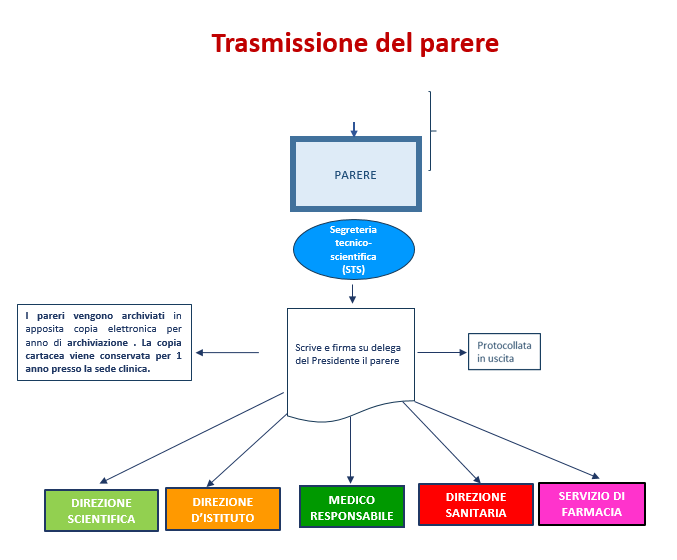 Trasmissione del parere
PARERE
Segreteria
tecnico-
scientifica
(STS)
I pareri vengono archiviati in
apposita copia elettronica per
anno di archiviazione . La copia
cartacea viene conservata per 1
anno presso la sede clinica.
Scrive e firma su delega
del Presidente il parere
Protocollata
in uscita
DIREZIONE
SCIENTIFICA
DIREZIONE
D’ISTITUTO
MEDICO
RESPONSABILE
DIREZIONE
SANITARIA
SERVIZIO DI
FARMACIA